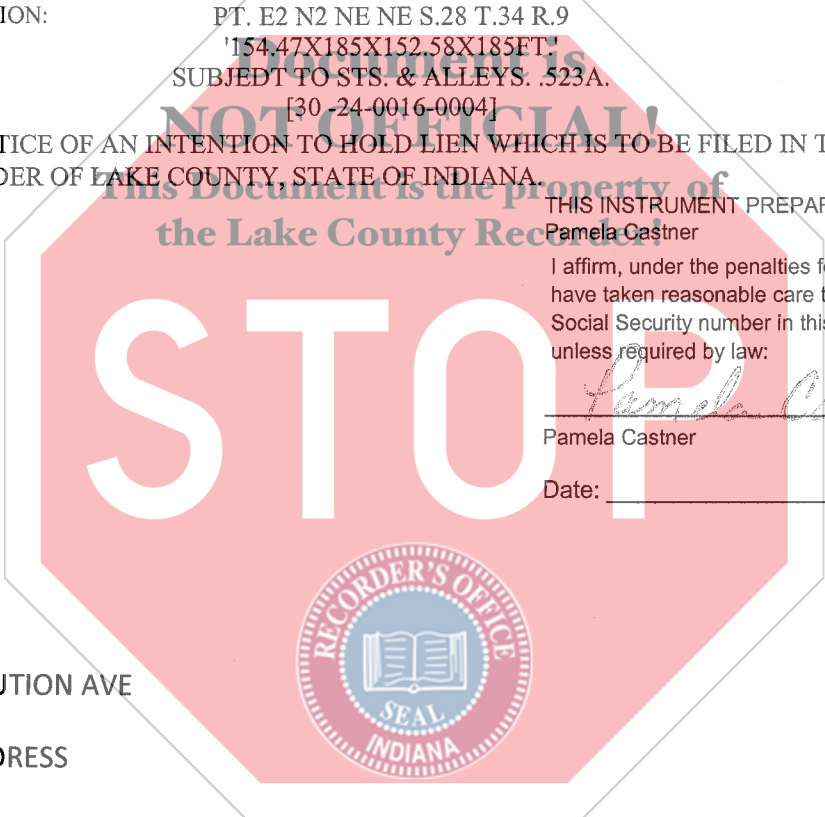 ION: PT. E2 N2 NE NE S.28 T.34 R.9
'154.47X185X152.58X185FT.'
SUBJEDT TO STS. & ALLEYS. .523A.
[30 -24-0016-0004]
TICE OF AN INTENTION TO HOLD LIEN WHICH IS TO BE FILED IN T
DER OF LAKE COUNTY, STATE OF INDIANA.
Document is
NOT OFFICIAL!
This Document is the property of
the Lake County Recorder!
THIS INSTRUMENT PREPAR
Pamela Castner
I affirm, under the penalties f
have taken reasonable care t
Social Security number in this
unless required by law:
Pamela C
Pamela Castner
Date:
STOP
RECORDER'S OFFICE
SEAL
INDIANA
UTION AVE
DRESS